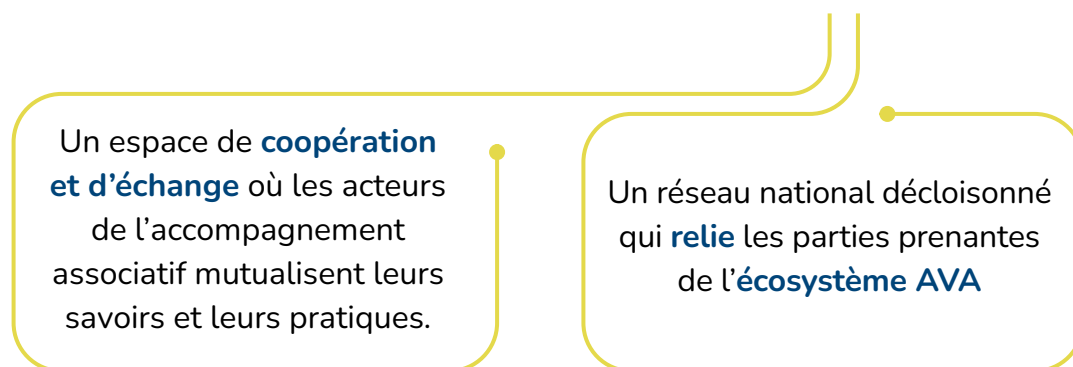 Un espace de coopération
et d’échange où les acteurs
de l’accompagnement
associatif mutualisent leurs
savoirs et leurs pratiques.
Un réseau national décloisonné
qui relie les parties prenantes
de l’écosystème AVA